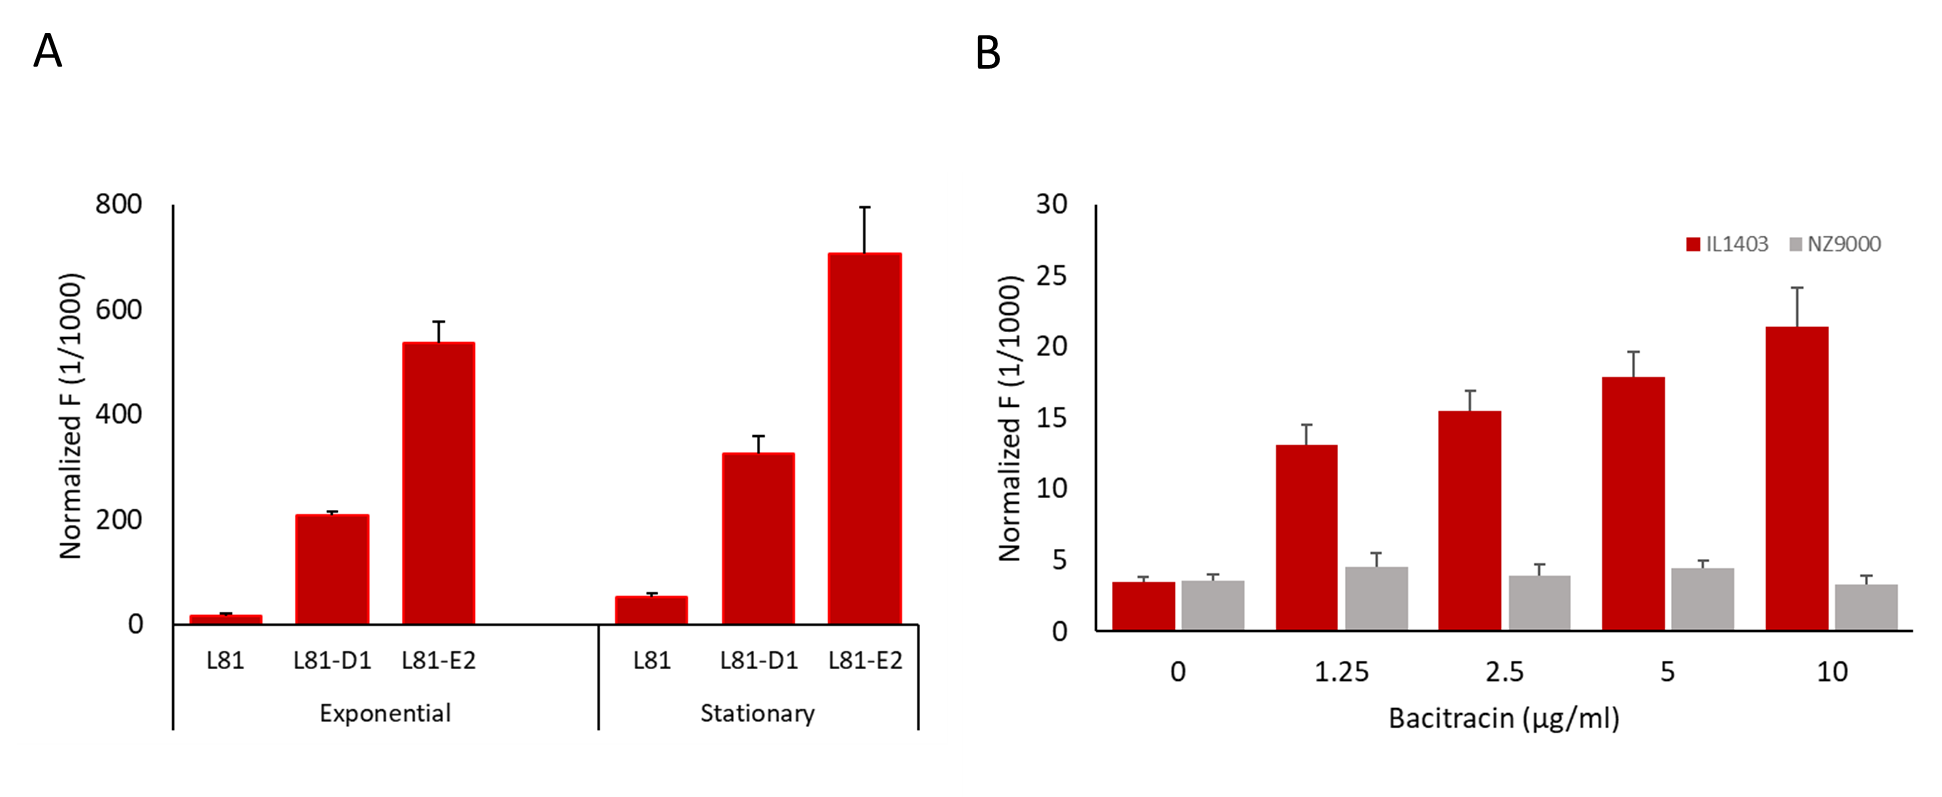 A
Normalized F (1/1000)
800
600
400
200
0
L81 L81-D1 L81-E2 L81 L81-D1 L81-E2
Exponential Stationary
B
Normalized F (1/1000)
30
25
20
15
10
5
0
IL1403 NZ9000
0 1.25 2.5 5 10
Bacitracin (µg/ml)